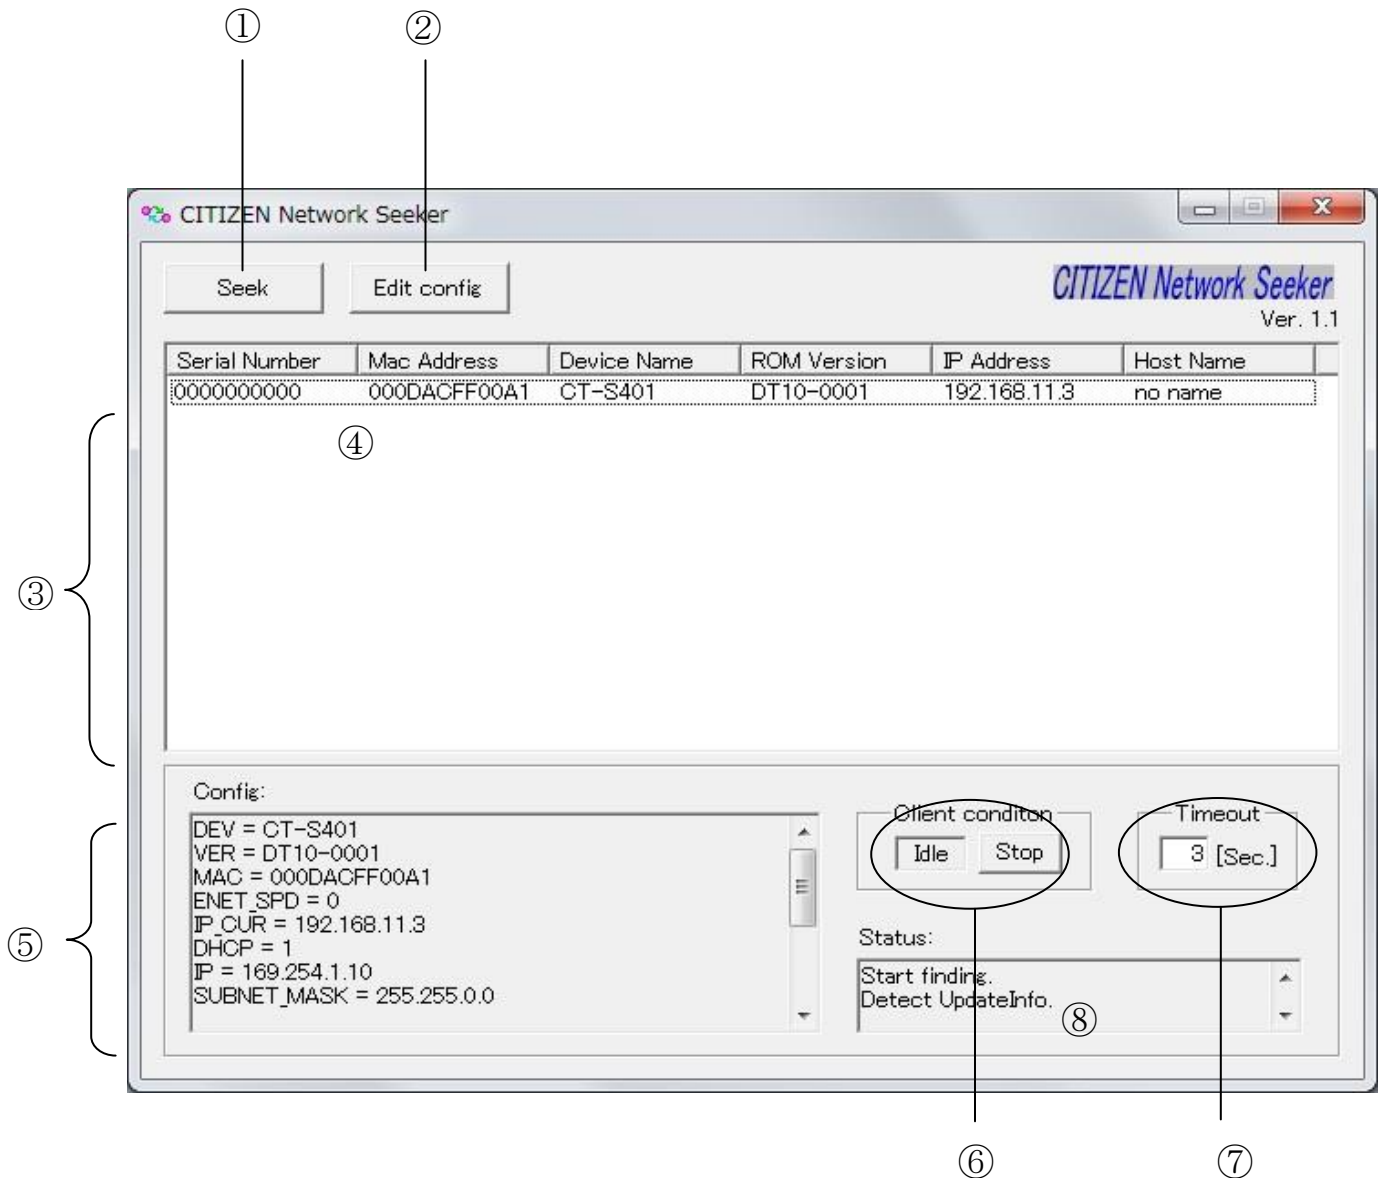 ① ②
CITIZEN Network Seeker
Seek Edit config CITIZEN Network Seeker
Ver. 1.1
Serial Number Mac Address Device Name ROM Version IP Address Host Name
0000000000 000DACFF00A1 CT-S401 DT10-0001 192.168.11.3 no name
④
③
Config:
DEV = CT-S401
VER = DT10-0001
MAC = 000DACFF00A1
ENET_SPD = 0
IP_CUR = 192.168.11.3
DHCP = 1
IP = 169.254.1.10
SUBNET_MASK = 255.255.0.0
⑤
Client conditon
Idle Stop
Timeout
3 [Sec.]
Status:
Start finding.
Detect UpdateInfo.
⑧
⑥ ⑦